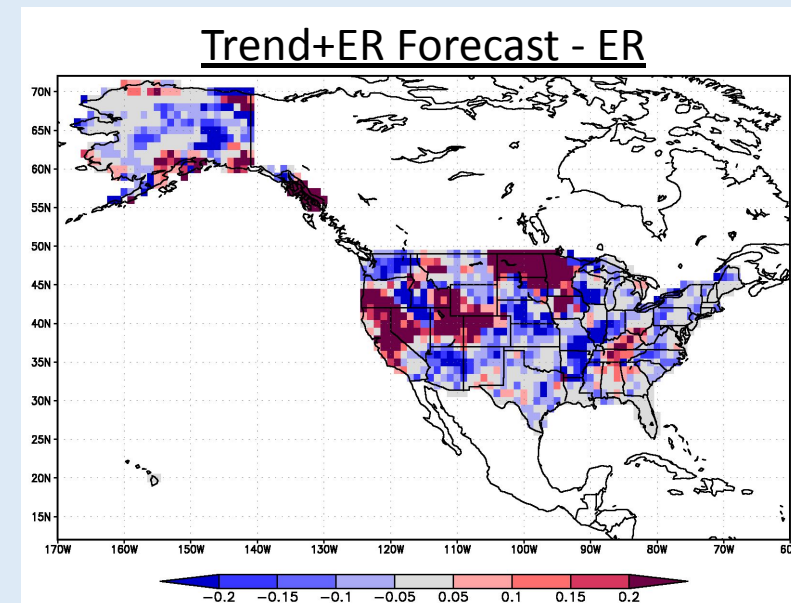 Trend+ER Forecast - ER
70N
65N
60N
55N
50N
45N
40N
35N
30N
25N
20N
15N
170W 160W 150W 140W 130W 120W 110W 100W 90W 80W 70W 60
-0.2 -0.15 -0.1 -0.05 0.05 0.1 0.15 0.2